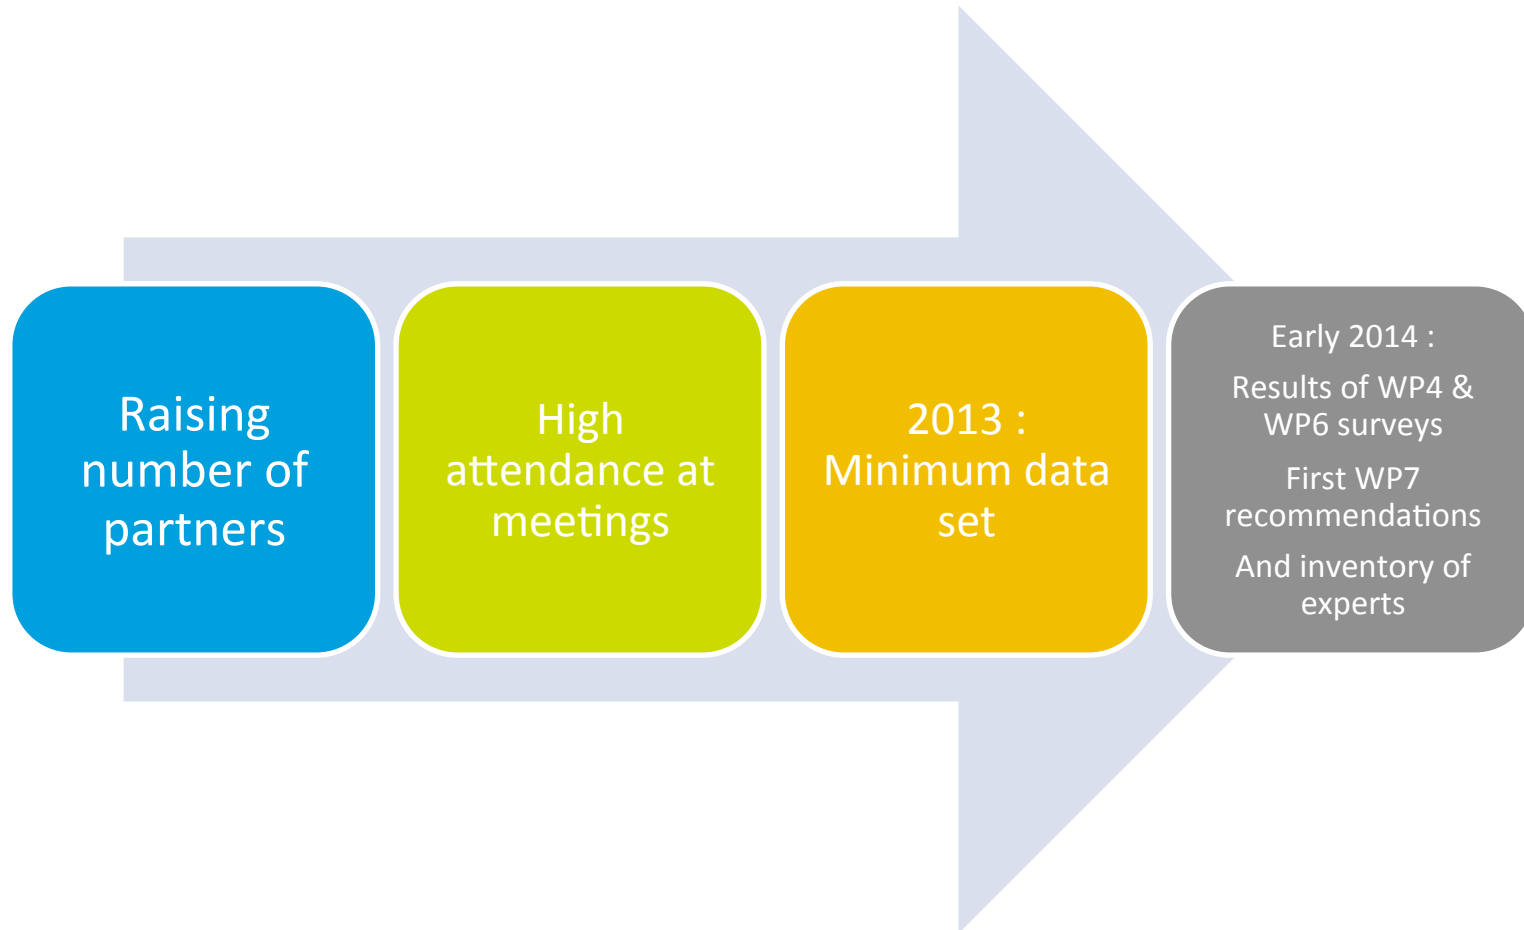 Raising
number of
partners
High
attendance at
meetings
2013 :
Minimum data
set
Early 2014 :
Results of WP4 &
WP6 surveys
First WP7
recommendations
And inventory of
experts